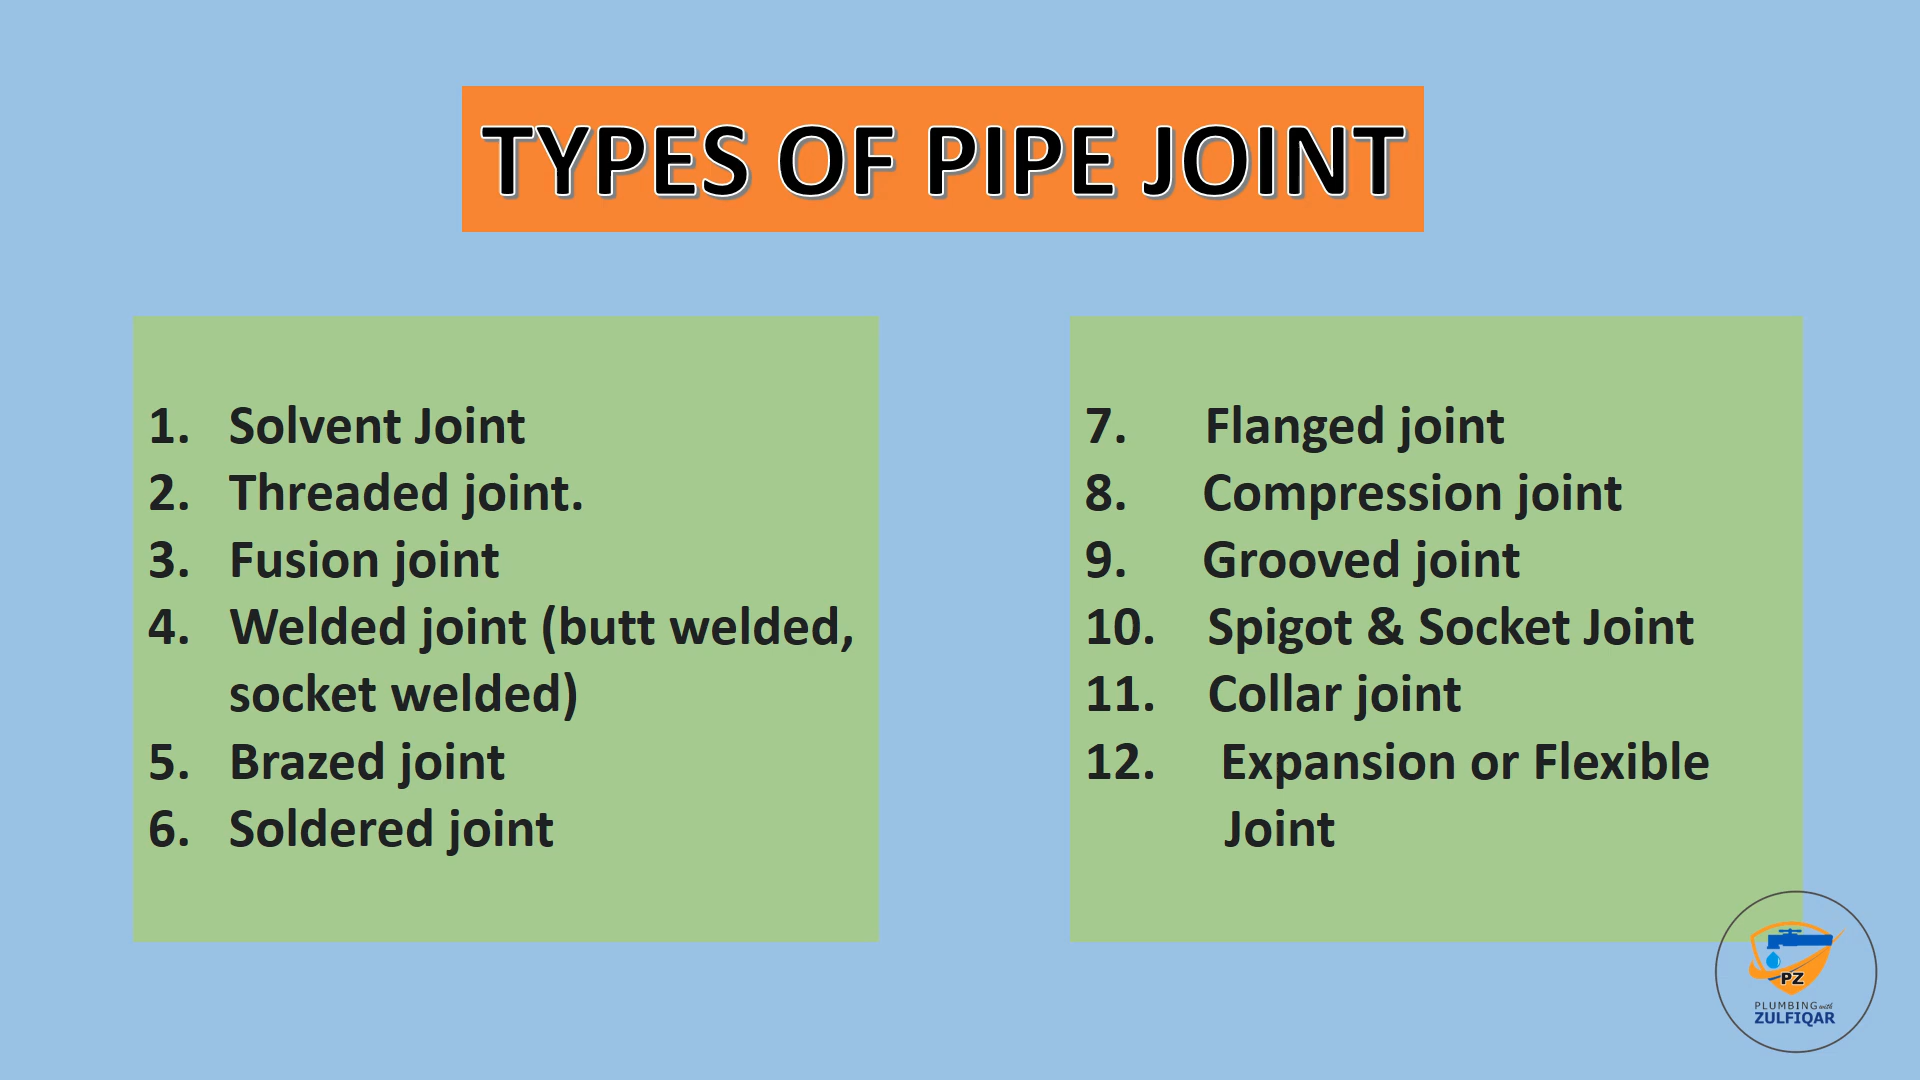 TYPES OF PIPE JOINT
1. Solvent Joint
2. Threaded joint.
3. Fusion joint
4. Welded joint (butt welded,
socket welded)
5. Brazed joint
6. Soldered joint
7. Flanged joint
8. Compression joint
9. Grooved joint
10. Spigot & Socket Joint
11. Collar joint
12. Expansion or Flexible
Joint
PZ
PLUMBING with
ZULFIQAR